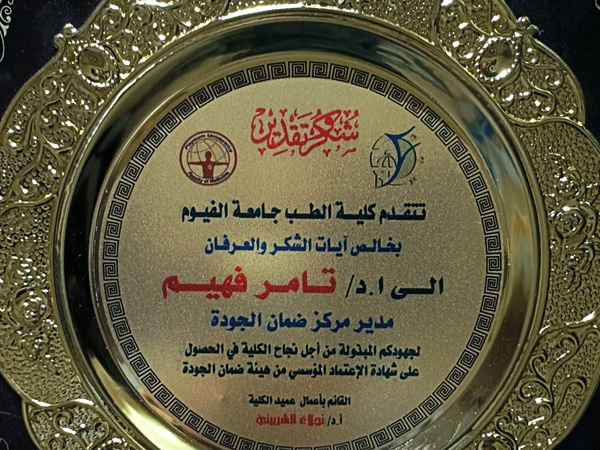 شكر وتقدير
تتقدم كلية الطب جامعة الفيوم
بخالص آيات الشكر والعرفان
الى ا.د/ تامر فهيم
مدير مركز ضمان الجودة
لجهودكم المبذولة من أجل نجاح الكلية في الحصول
على شهادة الإعتماد المؤسسي من هيئة ضمان الجودة
القائم بأعمال عميد الكلية
أ.د/ نجلاء الشربيني